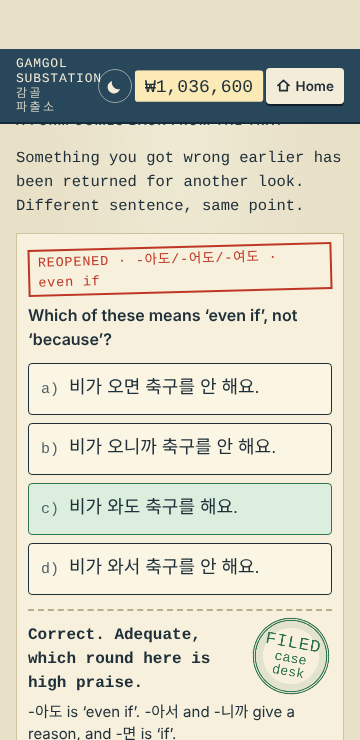 GAMGOL
SUBSTATION
감골
파출소
₩1,036,600
Home
Something you got wrong earlier has
been returned for another look.
Different sentence, same point.
REOPENED · -아도/-어도/-여도 ·
even if
Which of these means ‘even if’, not
‘because’?
a) 비가 오면 축구를 안 해요.
b) 비가 오니까 축구를 안 해요.
c) 비가 와도 축구를 해요.
d) 비가 와서 축구를 안 해요.
Correct. Adequate,
which round here is
high praise.
FILED
case
desk
-아도 is ‘even if’. -아서 and -니까 give a
reason, and -면 is ‘if’.